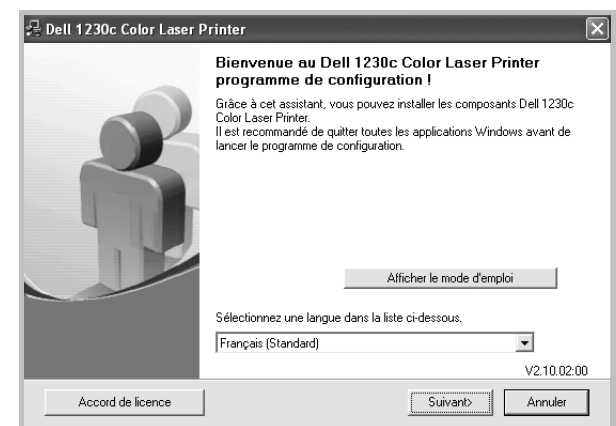 Dell 1230c Color Laser Printer
Bienvenue au Dell 1230c Color Laser Printer
programme de configuration !
Grâce à cet assistant, vous pouvez installer les composants Dell 1230c
Color Laser Printer.
Il est recommandé de quitter toutes les applications Windows avant de
lancer le programme de configuration.
Afficher le mode d'emploi
Sélectionnez une langue dans la liste ci-dessous.
Français (Standard)
V2.10.02:00
Accord de licence
Suivant>
Annuler